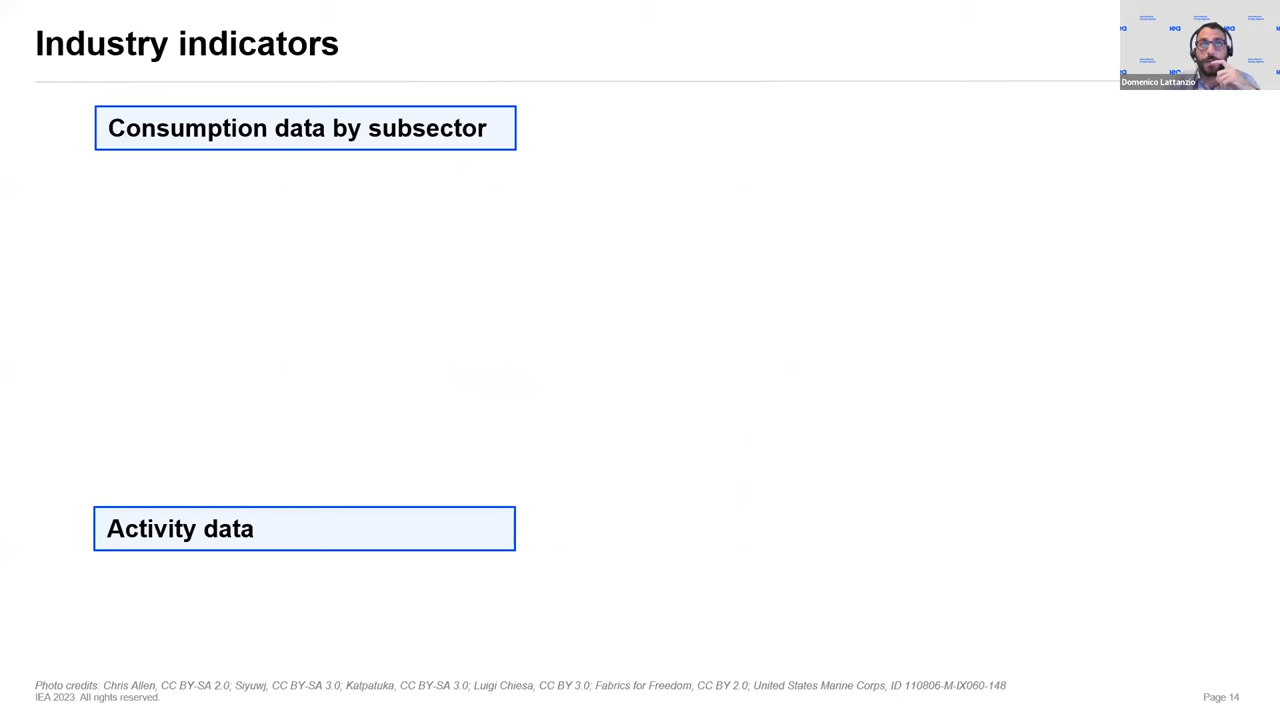 Industry indicators
iea
iea
iea
Domenico Lattanzio
Consumption data by subsector
Activity data
Photo credits: Chris Allen, CC BY-SA 2.0; Siyuwj, CC BY-SA 3.0; Katpatuka, CC BY-SA 3.0; Luigi Chiesa, CC BY 3.0; Fabrics for Freedom, CC BY 2.0; United States Marine Corps, ID 110806-M-IX060-148
IEA 2023. All rights reserved.
Page 14